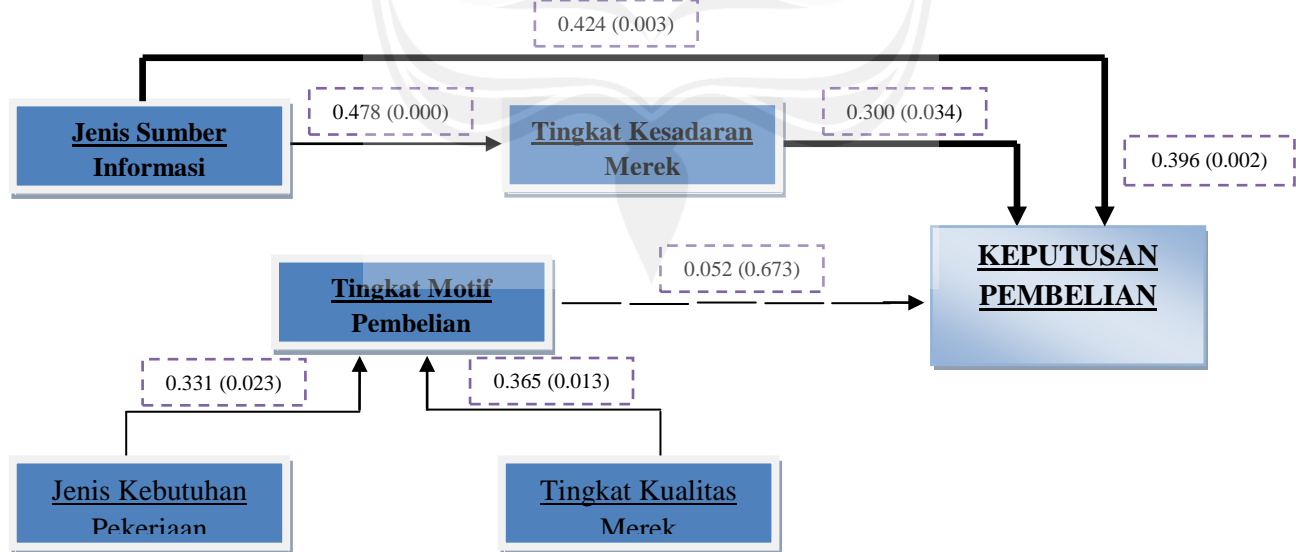 0.424 (0.003)
0.478 (0.000)
0.300 (0.034)
Jenis Sumber
Informasi
Tingkat Kesadaran
Merek
0.396 (0.002)
KEPUTUSAN
PEMBELIAN
0.052 (0.673)
Tingkat Motif
Pembelian
0.331 (0.023)
0.365 (0.013)
Jenis Kebutuhan
Pekerjaan
Tingkat Kualitas
Merek